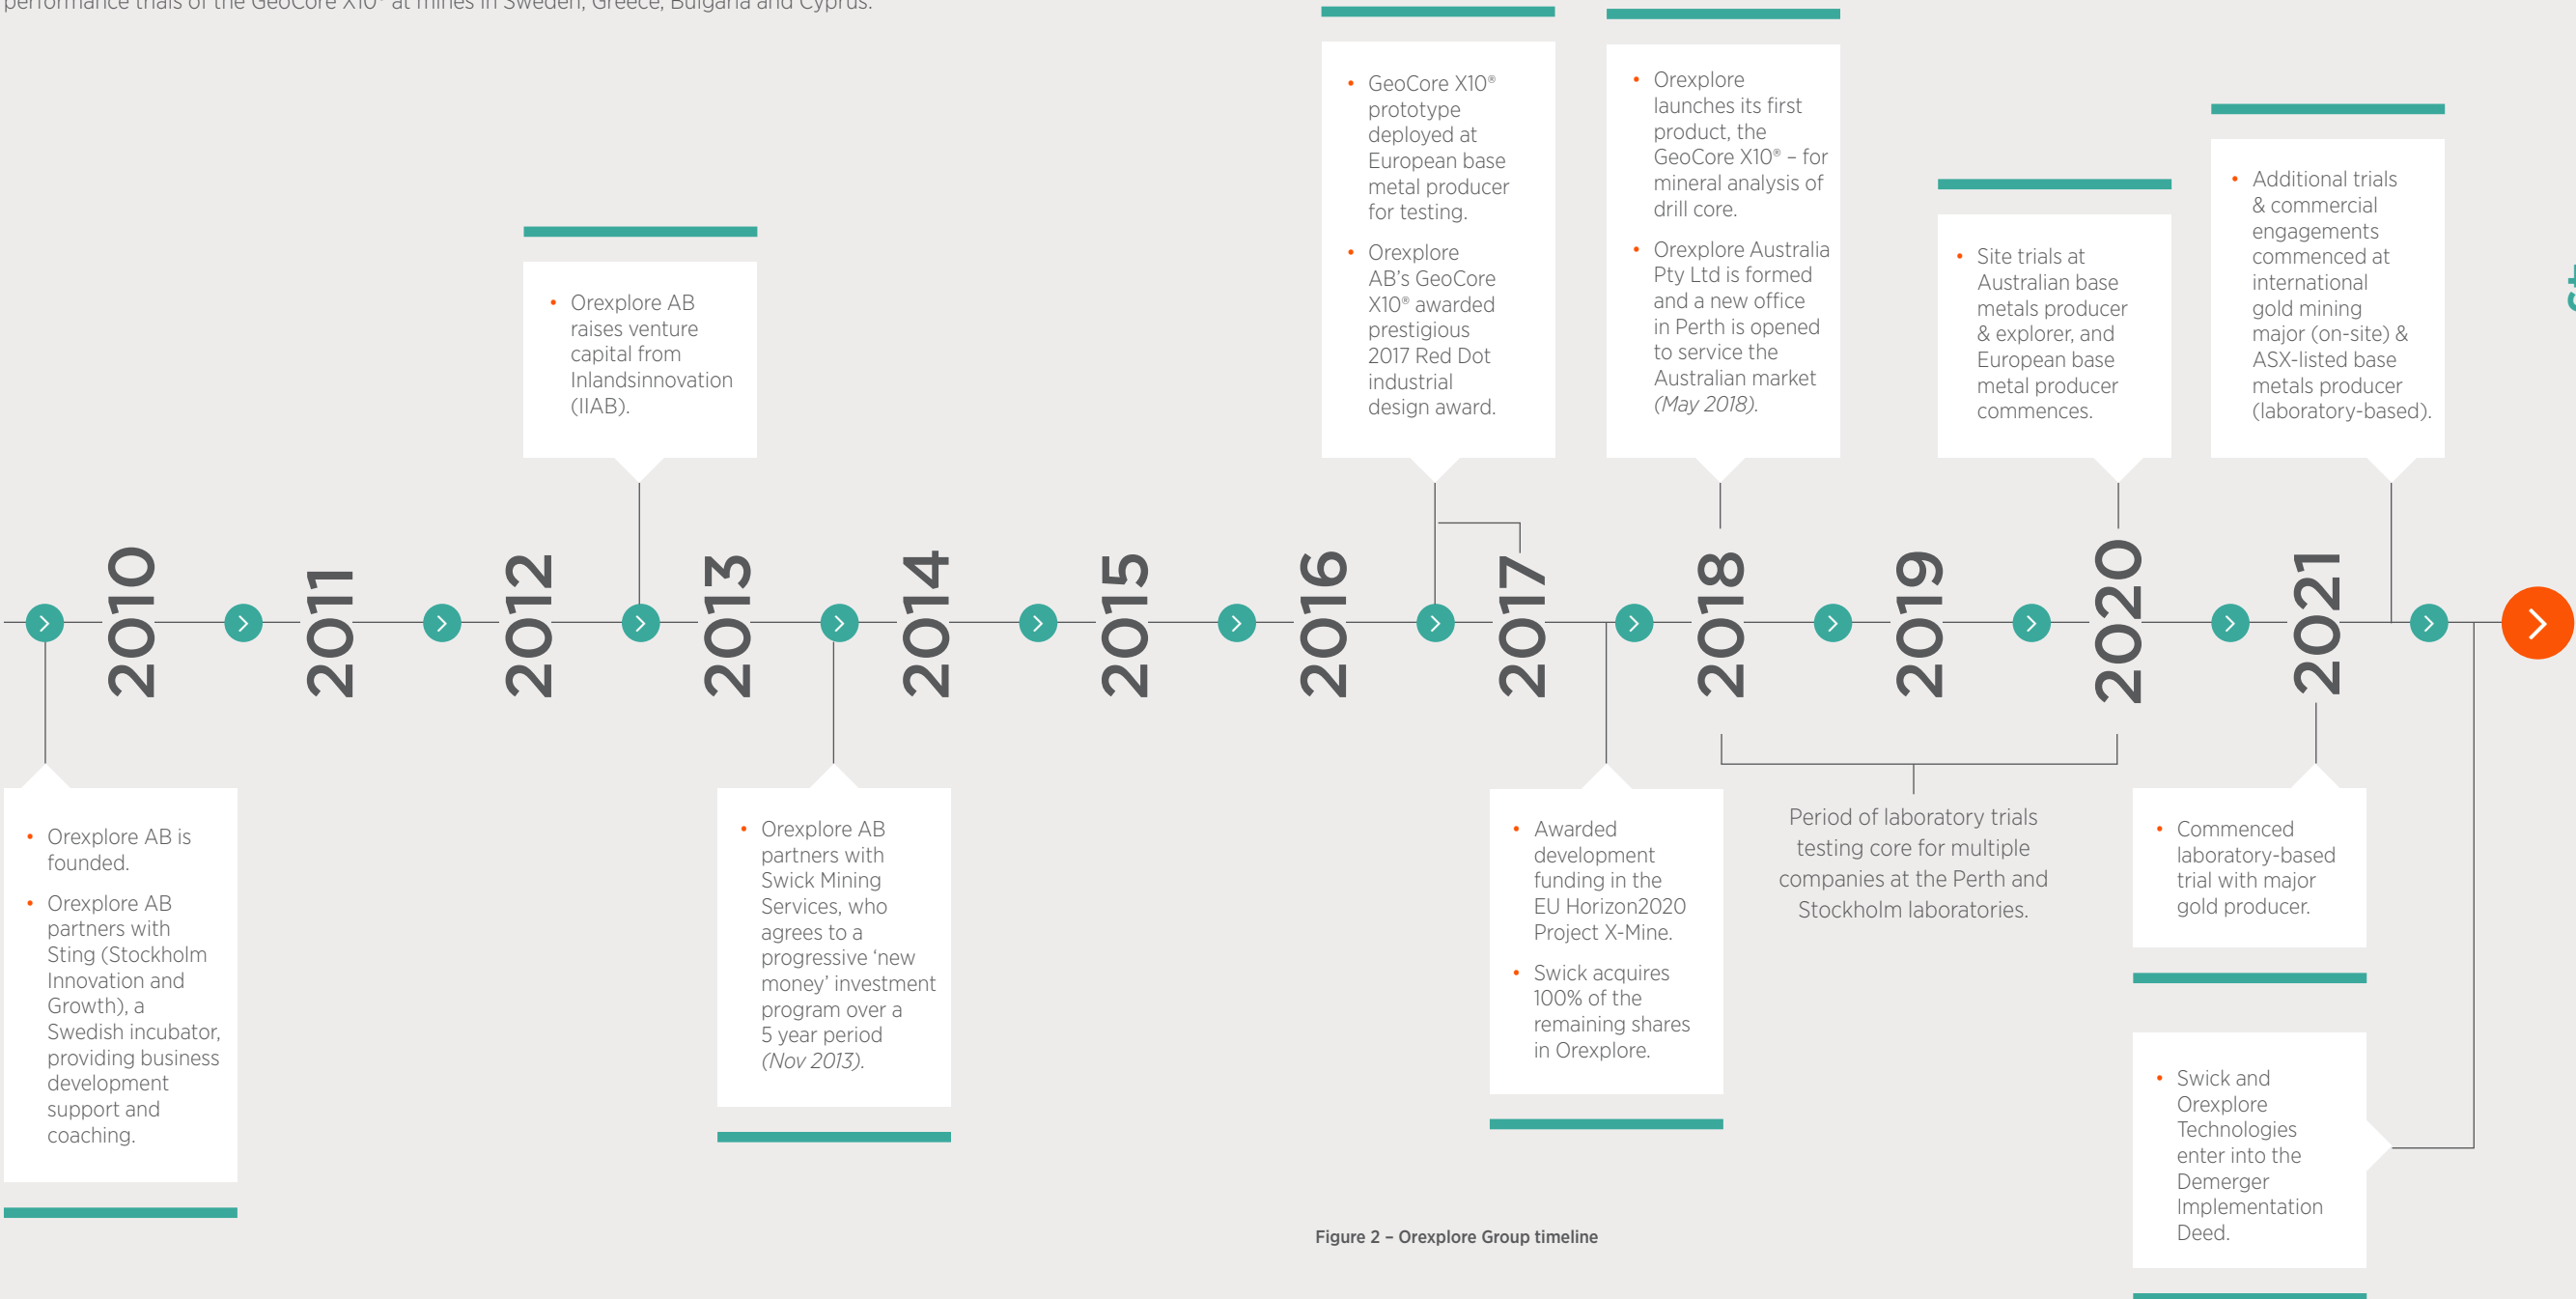 performance trials of the GeoCore X10® at mines in Sweden, Greece, Bulgaria and Cyprus.
• Orexplore AB
raises venture
capital from
Inlandsinnovation
(IIAB).
• GeoCore X10®
prototype
deployed at
European base
metal producer
for testing.
• Orexplore
AB's GeoCore
X10® awarded
prestigious
2017 Red Dot
industrial
design award.
• Orexplore
launches its first
product, the
GeoCore X10® – for
mineral analysis of
drill core.
• Orexplore Australia
Pty Ltd is formed
and a new office
in Perth is opened
to service the
Australian market
(May 2018).
• Site trials at
Australian base
metals producer
& explorer, and
European base
metal producer
commences.
• Additional trials
& commercial
engagements
commenced at
international
gold mining
major (on-site) &
ASX-listed base
metals producer
(laboratory-based).
2010
2011
2012
2013
2014
2015
2016
2017
2018
2019
2020
2021
• Orexplore AB is
founded.
• Orexplore AB
partners with
Sting (Stockholm
Innovation and
Growth), a
Swedish incubator,
providing business
development
support and
coaching.
• Orexplore AB
partners with
Swick Mining
Services, who
agrees to a
progressive ‘new
money’ investment
program over a
5 year period
(Nov 2013).
• Awarded
development
funding in the
EU Horizon2020
Project X-Mine.
• Swick acquires
100% of the
remaining shares
in Orexplore.
Period of laboratory trials
testing core for multiple
companies at the Perth and
Stockholm laboratories.
• Commenced
laboratory-based
trial with major
gold producer.
• Swick and
Orexplore
Technologies
enter into the
Demerger
Implementation
Deed.
Figure 2 – Orexplore Group timeline